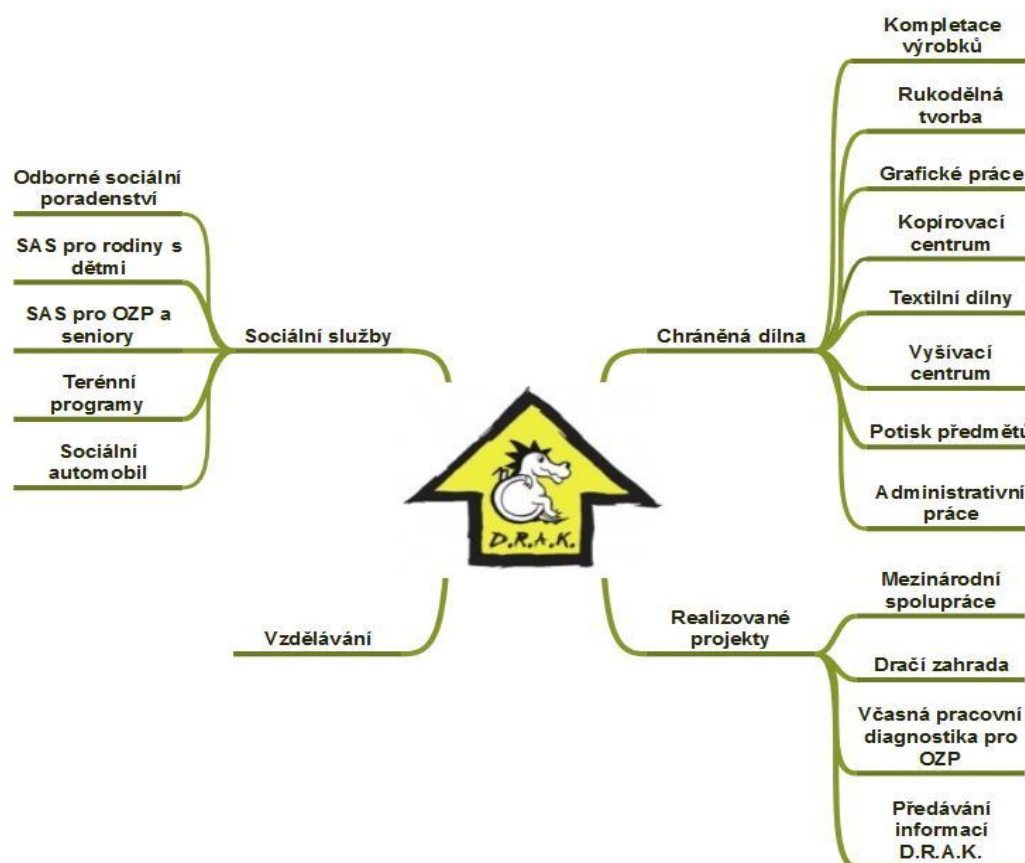 Odborné sociální
poradenství
SAS pro rodiny s
dětmi
SAS pro OZP a
seniory
Terénní
programy
Sociální
automobil
Sociální služby
Vzdělávání
D.R.A.K.
Chráněná dílna
Kompletace
výrobků
Rukodělná
tvorba
Grafické práce
Kopírovací
centrum
Textilní dílny
Vyšívací
centrum
Potisk předmětů
Administrativní
práce
Realizované
projekty
Mezinárodní
spolupráce
Dračí zahrada
Včasná pracovní
diagnostika pro
OZP
Předávání
informací
D.R.A.K.